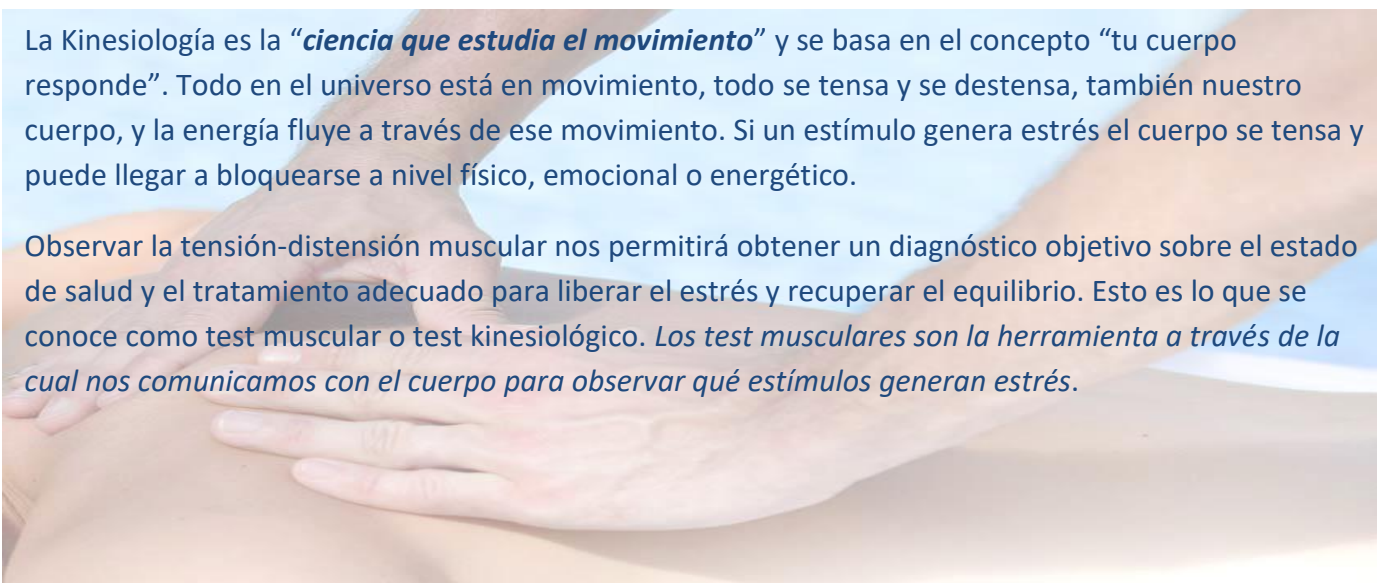 La Kinesiología es la “ciencia que estudia el movimiento” y se basa en el concepto “tu cuerpo
responde”. Todo en el universo está en movimiento, todo se tensa y se destensa, también nuestro
cuerpo, y la energía fluye a través de ese movimiento. Si un estímulo genera estrés el cuerpo se tensa y
puede llegar a bloquearse a nivel físico, emocional o energético.
Observar la tensión-distensión muscular nos permitirá obtener un diagnóstico objetivo sobre el estado
de salud y el tratamiento adecuado para liberar el estrés y recuperar el equilibrio. Esto es lo que se
conoce como test muscular o test kinesiológico. Los test musculares son la herramienta a través de la
cual nos comunicamos con el cuerpo para observar qué estímulos generan estrés.